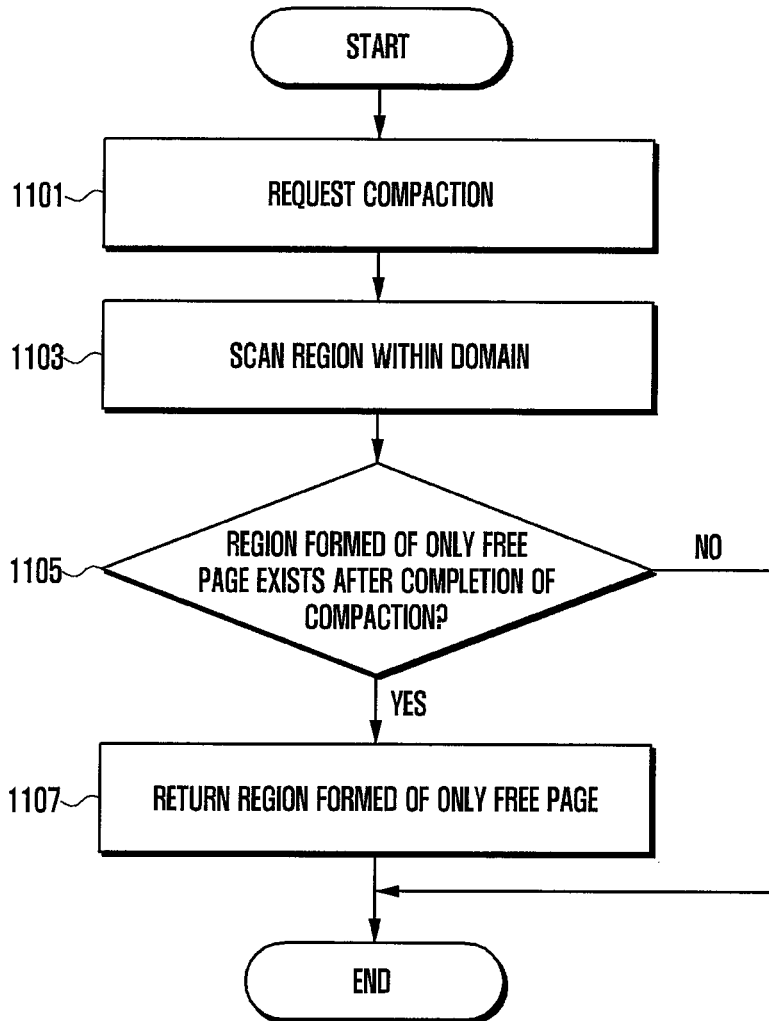 START
1101
REQUEST COMPACTION
1103
SCAN REGION WITHIN DOMAIN
1105
REGION FORMED OF ONLY FREE
PAGE EXISTS AFTER COMPLETION OF
COMPACTION?
NO
YES
1107
RETURN REGION FORMED OF ONLY FREE PAGE
END